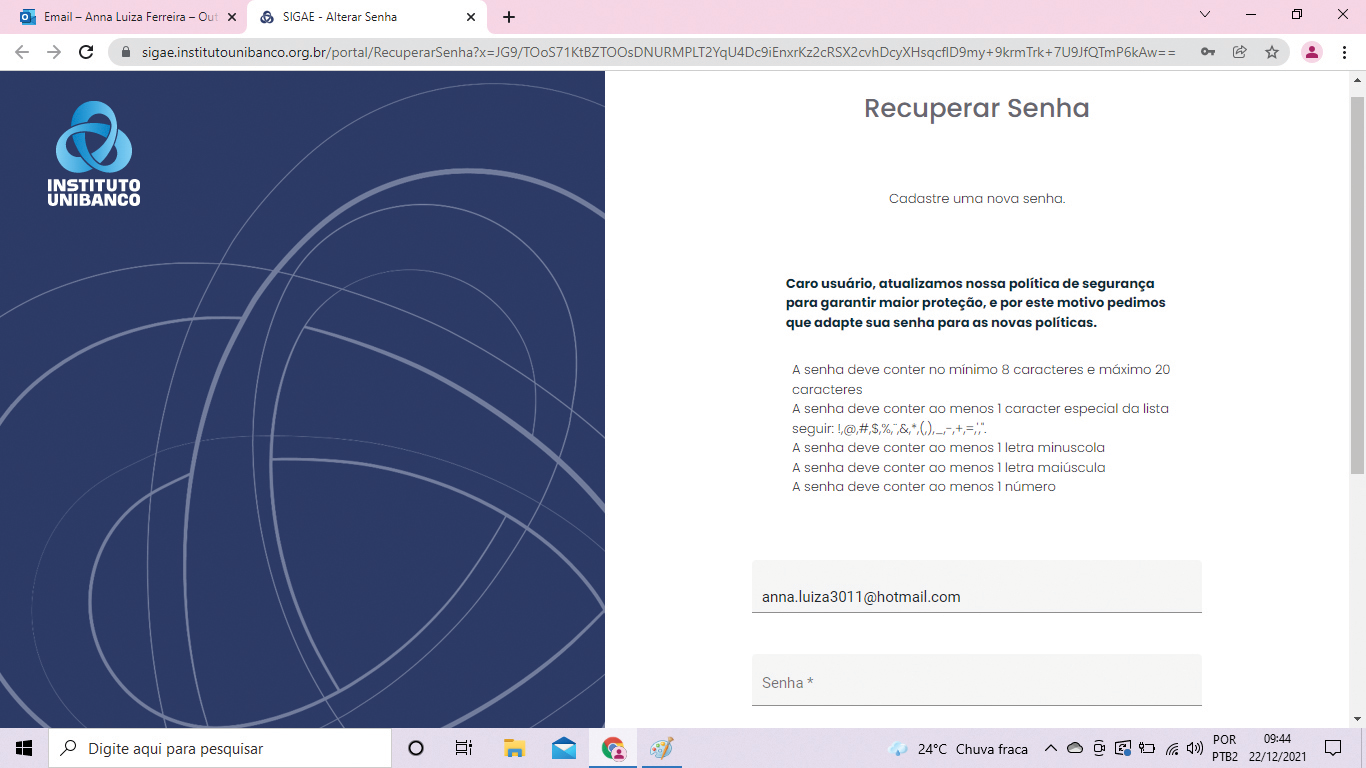 Email – Anna Luiza Ferreira – Out
SIGAE - Alterar Senha
sigae.institutounibanco.org.br/portal/RecuperarSenha?x=JG9/TOoS71KtBZTOOsDNURMPLT2YqU4Dc9iEnxrKz2cRSX2cvhDcyXHsqcflD9my+9krmTrk+7U9JfQTmP6kAw==
INSTITUTO
UNIBANCO
Recuperar Senha
Cadastre uma nova senha.
Caro usuário, atualizamos nossa política de segurança
para garantir maior proteção, e por este motivo pedimos
que adapte sua senha para as novas políticas.
A senha deve conter no mínimo 8 caracteres e máximo 20
caracteres
A senha deve conter ao menos 1 caracter especial da lista
seguir: !,@,#,$,%,¨,&,*,(,),_,-,+,=,',".
A senha deve conter ao menos 1 letra minuscola
A senha deve conter ao menos 1 letra maiúscula
A senha deve conter ao menos 1 número
anna.luiza3011@hotmail.com
Senha *
Digite aqui para pesquisar
24°C Chuva fraca
POR
PTB2
09:44
22/12/2021